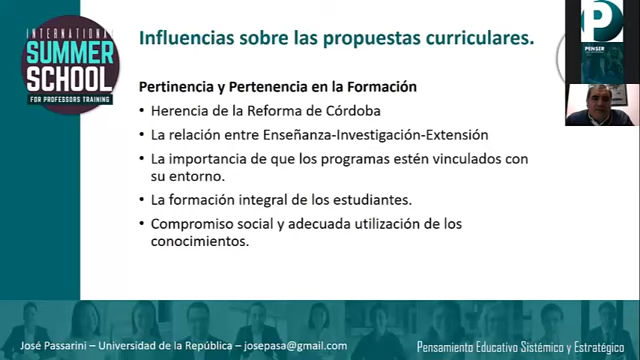 INTERNATIONAL
SUMMER
SCHOOL
FOR PROFESSORS TRAINING
Influencias sobre las propuestas curriculares.
PENSER
Pertinencia y Pertenencia en la Formación
• Herencia de la Reforma de Córdoba
• La relación entre Enseñanza-Investigación-Extensión
• La importancia de que los programas estén vinculados con
su entorno.
• La formación integral de los estudiantes.
• Compromiso social y adecuada utilización de los
conocimientos.
José Passarini – Universidad de la República – josepasa@gmail.com
Pensamiento Educativo Sistémico y Estratégico